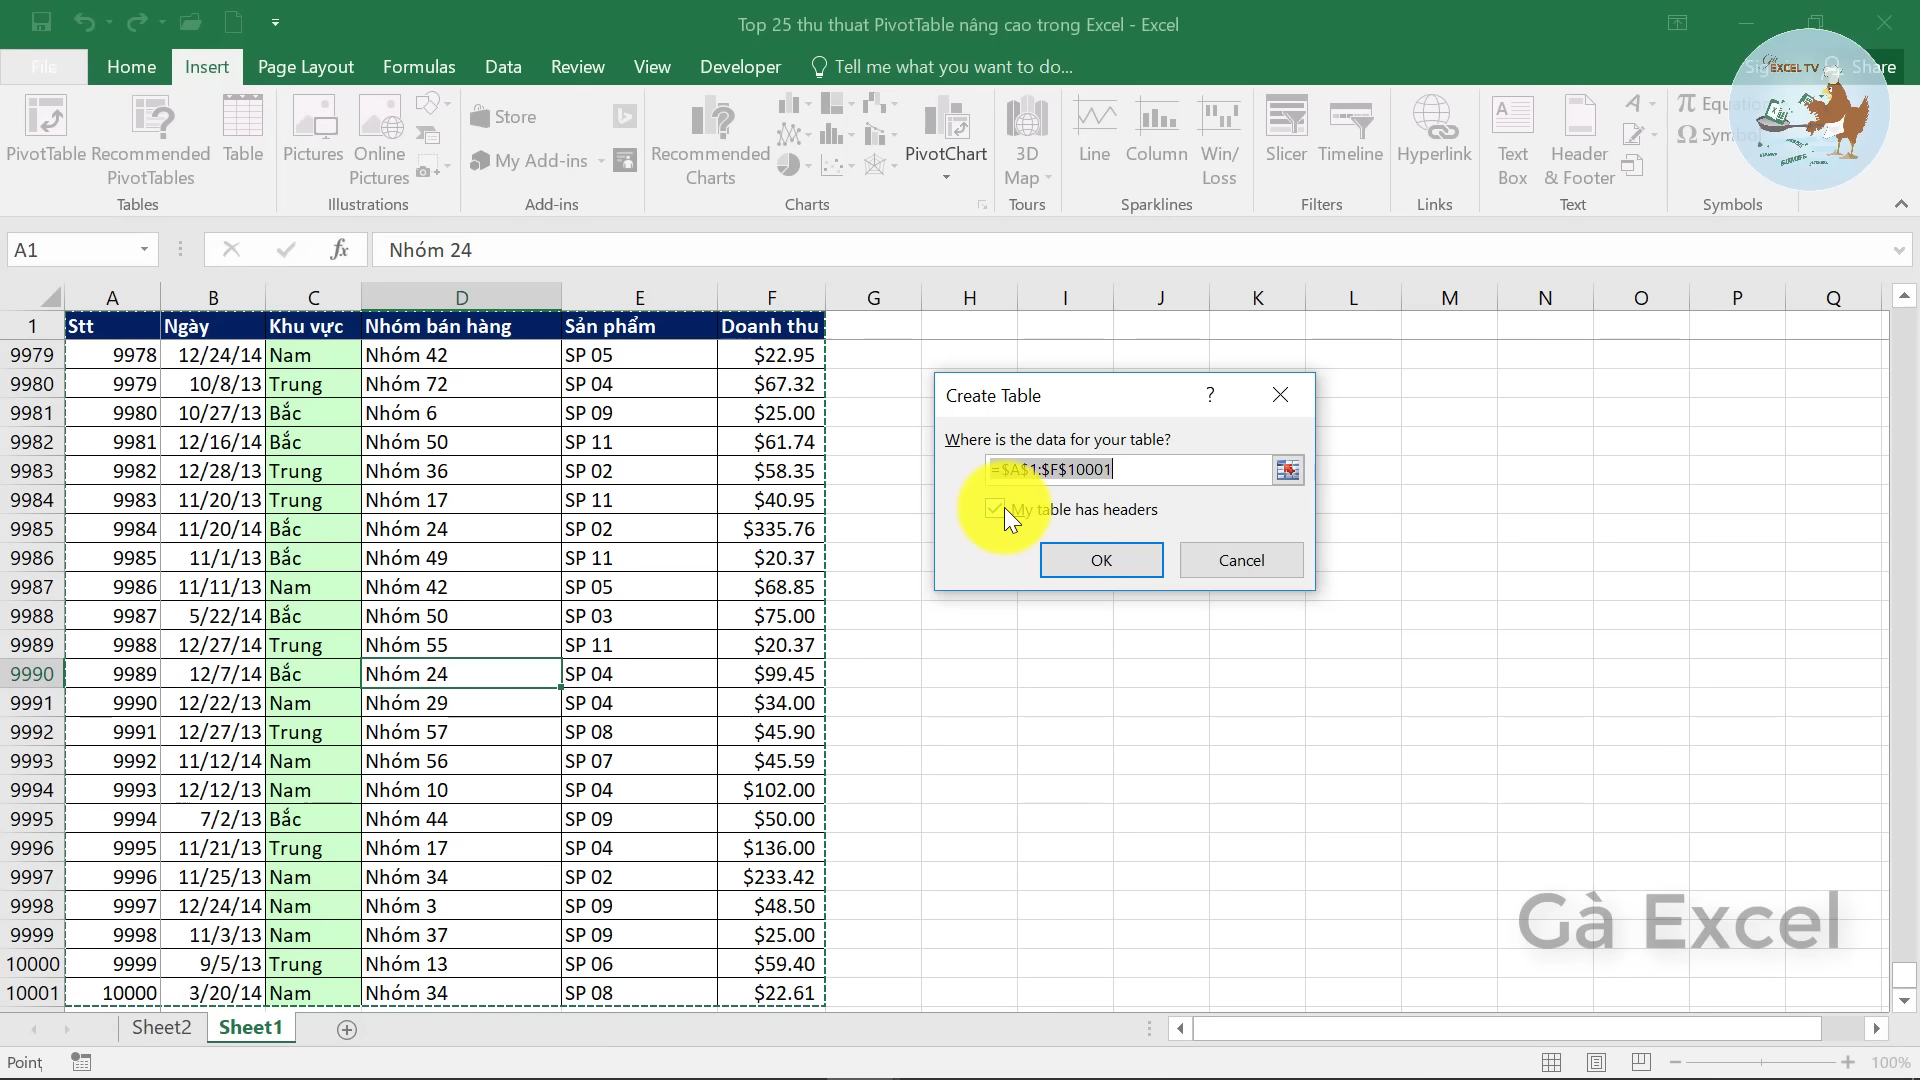 Top 25 thu thuat PivotTable nâng cao trong Excel - Excel
File Home Insert Page Layout Formulas Data Review View Developer Tell me what you want to do... Share
PivotTable
Recommended PivotTables
Table
Tables
Pictures
Online Pictures
Illustrations
Store
My Add-ins
Add-ins
Recommended Charts
PivotChart
Charts
3D Map
Tours
Line
Column
Win/ Loss
Sparklines
Slicer
Timeline
Filters
Hyperlink
Links
Text Box
Header & Footer
Text
π
Ω
Symbols
EXCEL TV
A1 fx Nhóm 24
A B C D E F G H I J K L M N O P Q
1 Stt Ngày Khu vực Nhóm bán hàng Sản phẩm Doanh thu
9979 9978 12/24/14 Nam Nhóm 42 SP 05 $22.95
9980 9979 10/8/13 Trung Nhóm 72 SP 04 $67.32
9981 9980 10/27/13 Bắc Nhóm 6 SP 09 $25.00
9982 9981 12/16/14 Bắc Nhóm 50 SP 11 $61.74
9983 9982 12/28/13 Trung Nhóm 36 SP 02 $58.35
9984 9983 11/20/13 Trung Nhóm 17 SP 11 $40.95
9985 9984 11/20/14 Bắc Nhóm 24 SP 02 $335.76
9986 9985 11/1/13 Bắc Nhóm 49 SP 11 $20.37
9987 9986 11/11/13 Nam Nhóm 42 SP 05 $68.85
9988 9987 5/22/14 Bắc Nhóm 50 SP 03 $75.00
9989 9988 12/27/14 Trung Nhóm 55 SP 11 $20.37
9990 9989 12/7/14 Bắc Nhóm 24 SP 04 $99.45
9991 9990 12/22/13 Nam Nhóm 29 SP 04 $34.00
9992 9991 12/27/13 Trung Nhóm 57 SP 08 $45.90
9993 9992 11/12/14 Nam Nhóm 56 SP 07 $45.59
9994 9993 12/12/13 Nam Nhóm 10 SP 04 $102.00
9995 9994 7/2/13 Bắc Nhóm 44 SP 09 $50.00
9996 9995 11/21/13 Trung Nhóm 17 SP 04 $136.00
9997 9996 11/25/13 Nam Nhóm 34 SP 02 $233.42
9998 9997 12/24/14 Nam Nhóm 3 SP 09 $48.50
9999 9998 11/3/13 Nam Nhóm 37 SP 09 $25.00
10000 9999 9/5/13 Trung Nhóm 13 SP 06 $59.40
10001 10000 3/20/14 Nam Nhóm 34 SP 08 $22.61
Create Table ?
Where is the data for your table?
=$A$1:$F$10001
My table has headers
OK Cancel
Gà Excel
Sheet2 Sheet1
Point 100%